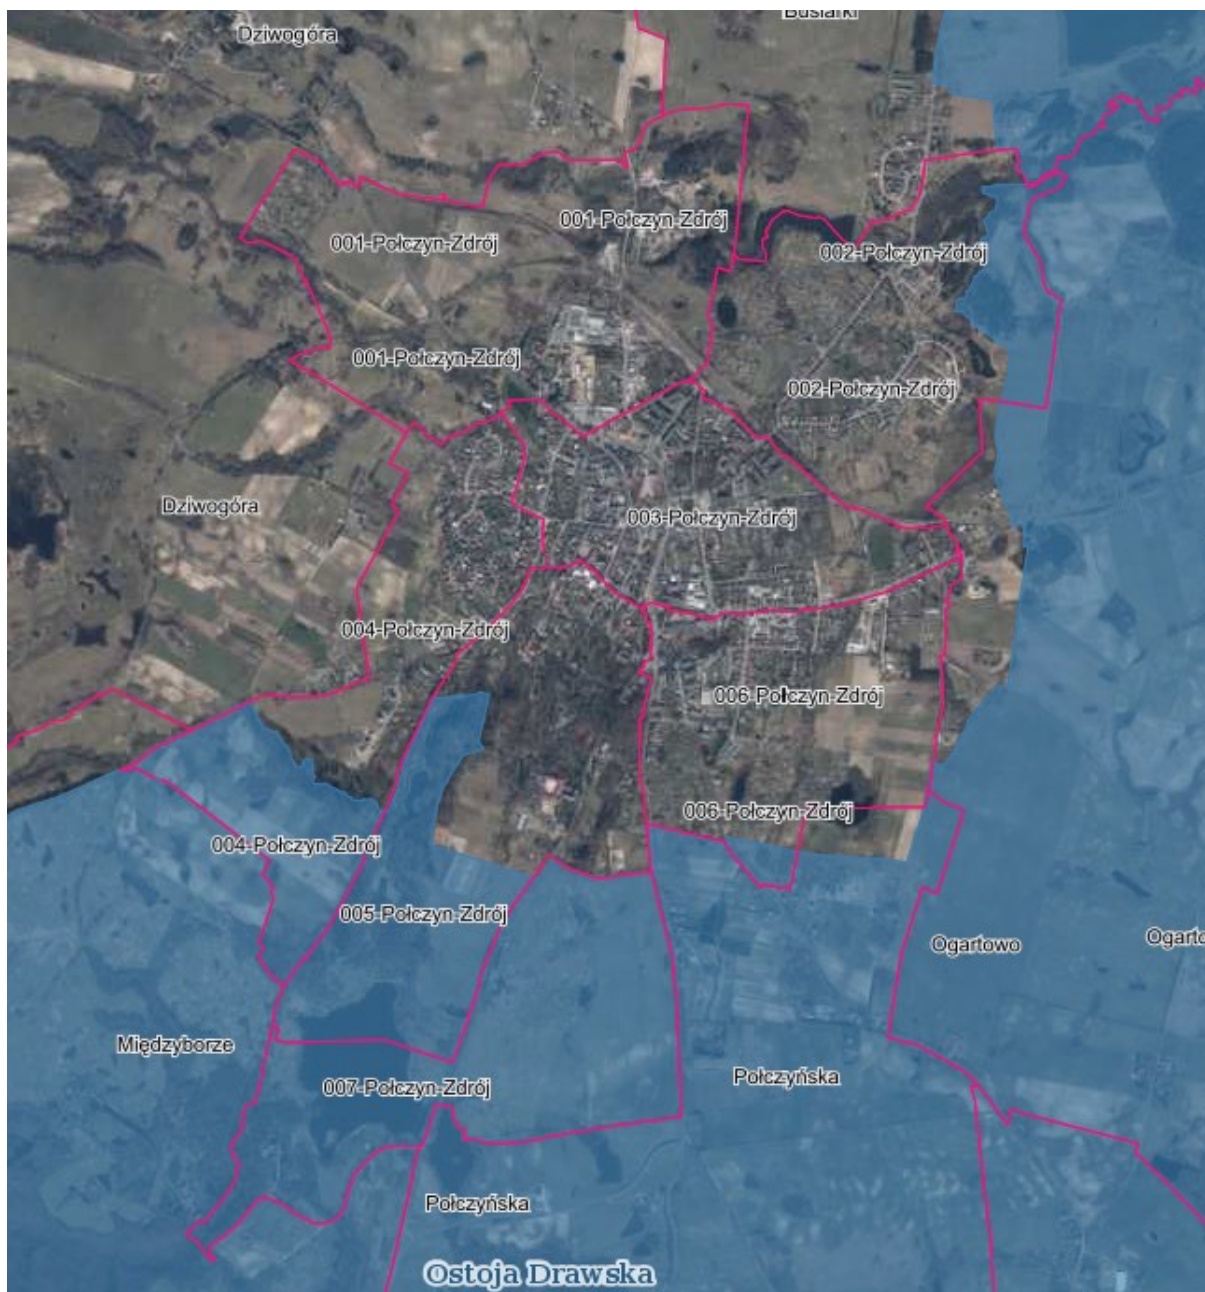 Busiarki
Dziwogóra
001-Połczyn-Zdrój
001-Połczyn-Zdrój
002-Połczyn-Zdrój
001-Połczyn-Zdrój
002-Połczyn-Zdrój
Dziwogóra
003-Połczyn-Zdrój
004-Połczyn-Zdrój
006-Połczyn-Zdrój
006-Połczyn-Zdrój
004-Połczyn-Zdrój
005-Połczyn-Zdrój
Ogartowo
Ogarto
Międzyborze
Połczyńska
007-Połczyn-Zdrój
Połczyńska
Ostoja Drawska